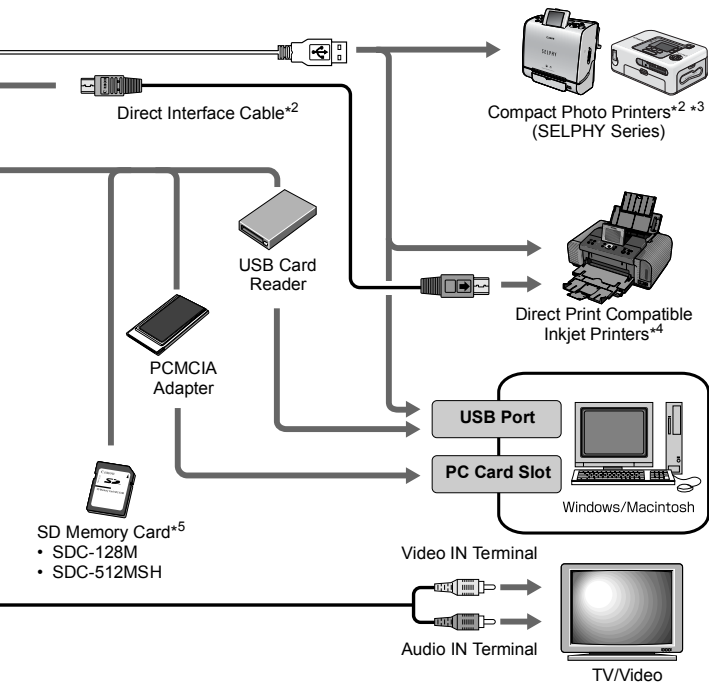 SELPHY
Direct Interface Cable*2
Compact Photo Printers*2 *3
(SELPHY Series)
USB Card
Reader
Direct Print Compatible
Inkjet Printers*4
PCMCIA
Adapter
USB Port
PC Card Slot
Windows/Macintosh
SD Memory Card*5
• SDC-128M
• SDC-512MSH
Video IN Terminal
Audio IN Terminal
TV/Video